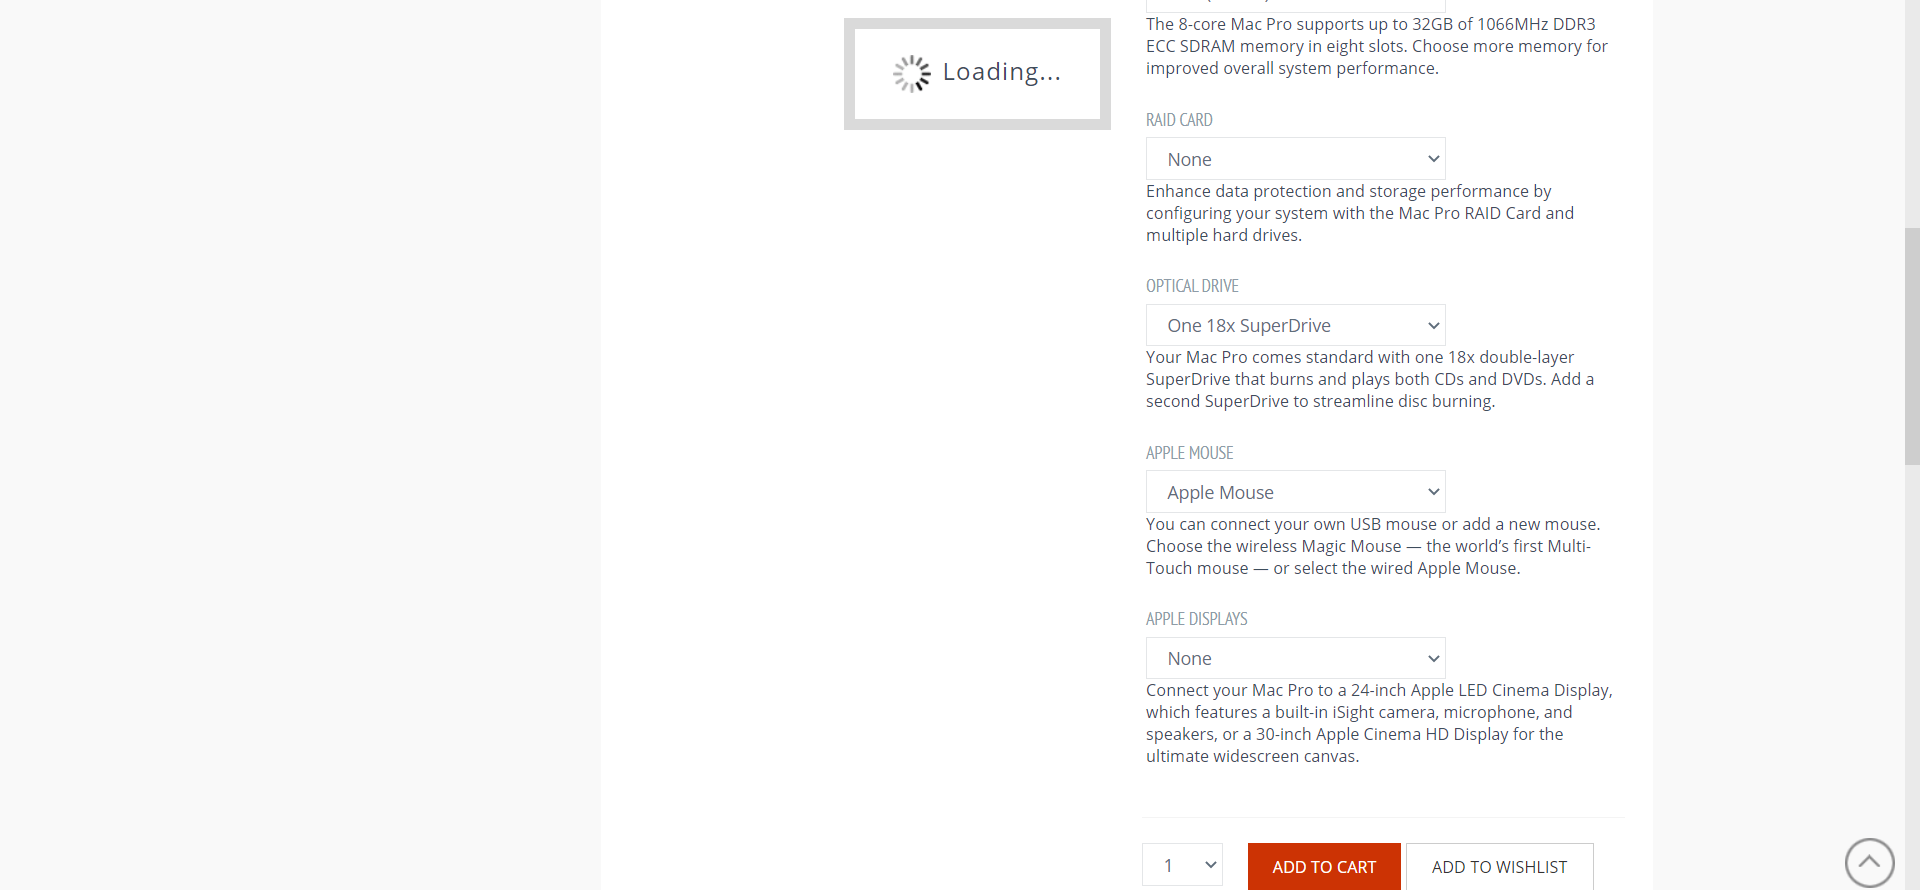 Loading...
The 8-core Mac Pro supports up to 32GB of 1066MHz DDR3
ECC SDRAM memory in eight slots. Choose more memory for
improved overall system performance.
RAID CARD
None
Enhance data protection and storage performance by
configuring your system with the Mac Pro RAID Card and
multiple hard drives.
OPTICAL DRIVE
One 18x SuperDrive
Your Mac Pro comes standard with one 18x double-layer
SuperDrive that burns and plays both CDs and DVDs. Add a
second SuperDrive to streamline disc burning.
APPLE MOUSE
Apple Mouse
You can connect your own USB mouse or add a new mouse.
Choose the wireless Magic Mouse — the world’s first Multi-
Touch mouse — or select the wired Apple Mouse.
APPLE DISPLAYS
None
Connect your Mac Pro to a 24-inch Apple LED Cinema Display,
which features a built-in iSight camera, microphone, and
speakers, or a 30-inch Apple Cinema HD Display for the
ultimate widescreen canvas.
1
ADD TO CART
ADD TO WISHLIST